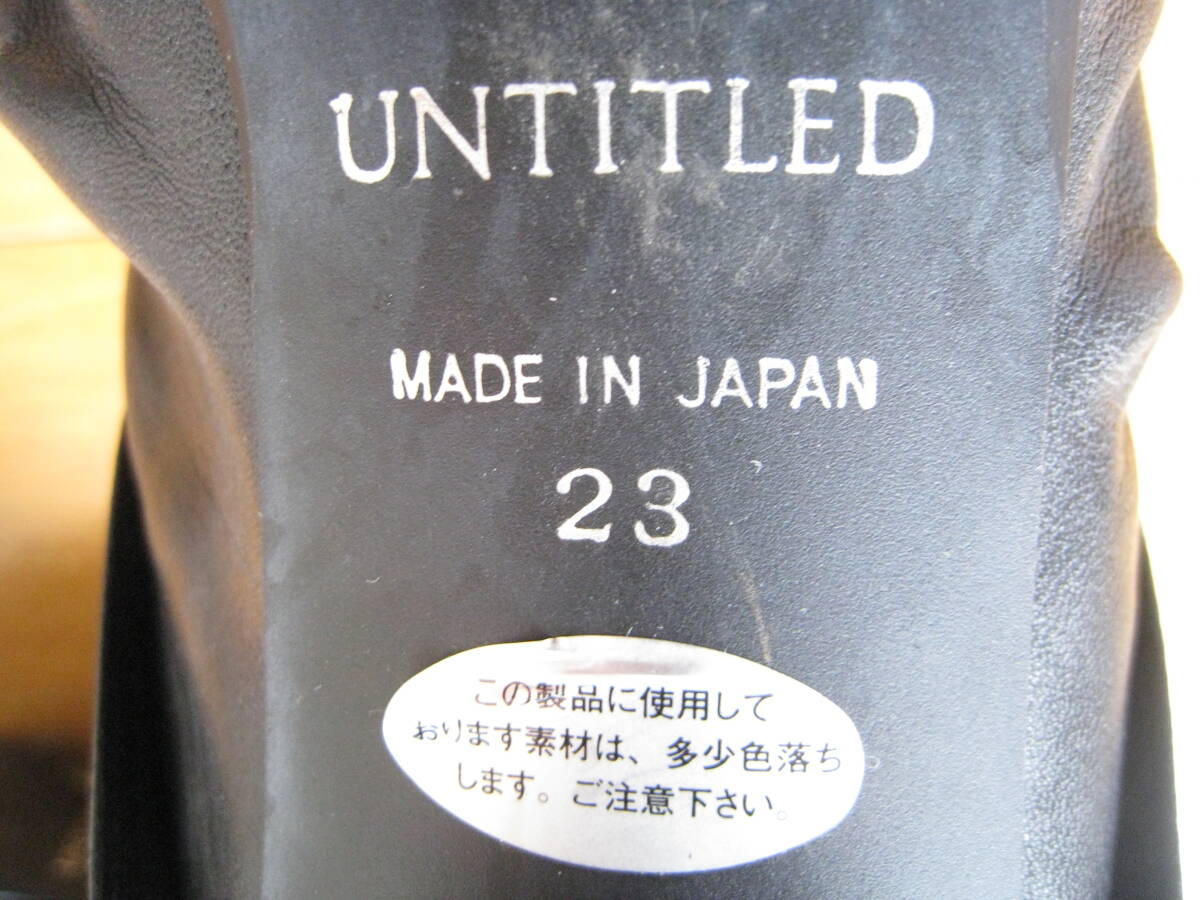 UNTITLED
MADE IN JAPAN
23
この製品に使用して
おります素材は、多少色落ち
します。ご注意下さい。